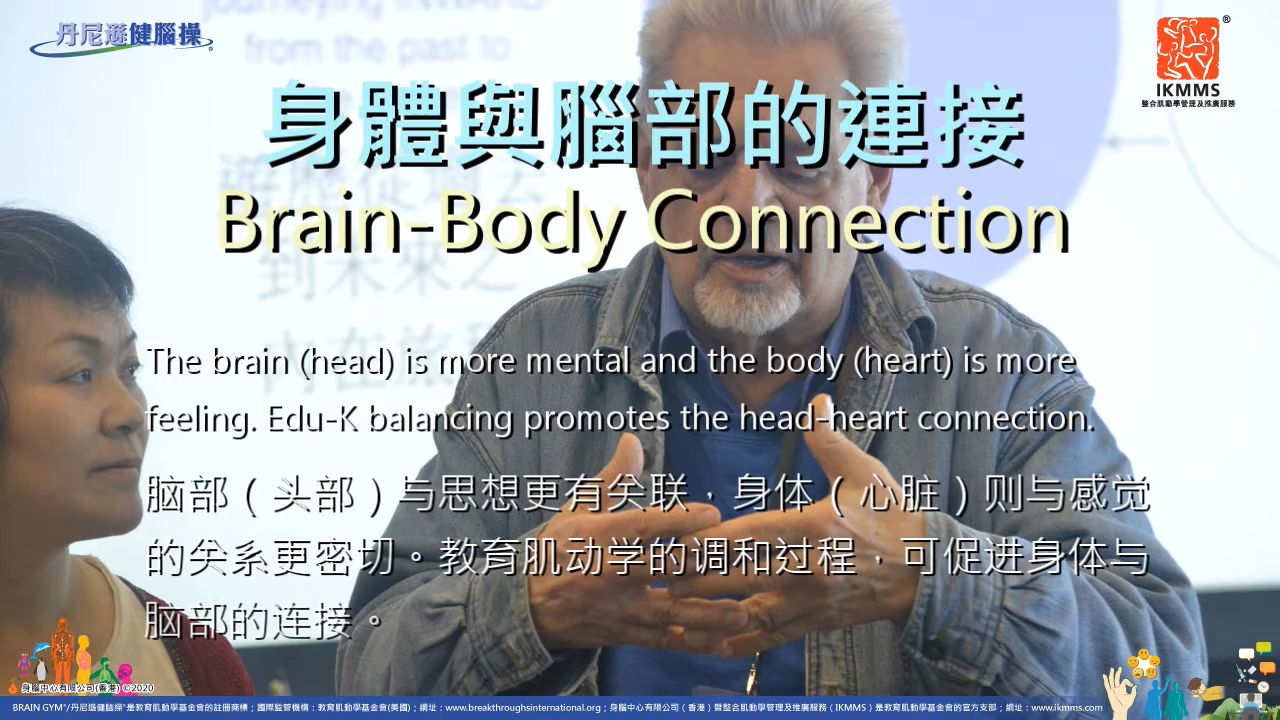 journeying INWARD
from the past to
丹尼遜健腦操®
IKMMS®
整合肌動學管理及推廣服務
身體與腦部的連接
Brain-Body Connection
到未來之
The brain (head) is more mental and the body (heart) is more
feeling. Edu-K balancing promotes the head-heart connection.
脑部（头部）与思想更有关联，身体（心脏）则与感觉
的关系更密切。教育肌动学的调和过程，可促进身体与
脑部的连接。
身腦中心有限公司(香港) ©2020
BRAIN GYM®/丹尼遜健腦操®是教育肌動學基金會的註冊商標；國際監管機構：教育肌動學基金會(美國)；網址：www.breakthroughsinternational.org；身腦中心有限公司（香港）暨整合肌動學管理及推廣服務（IKMMS）是教育肌動學基金會的官方支部；網址：www.ikmms.com